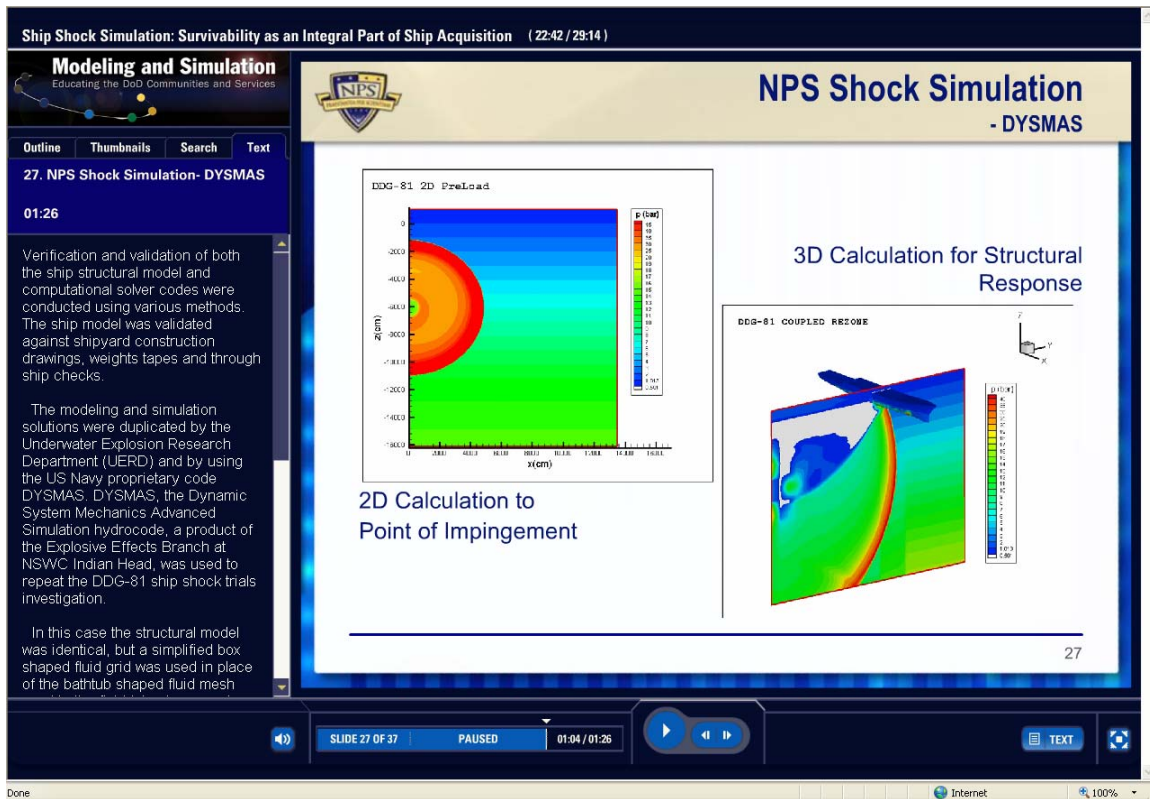 Ship Shock Simulation: Survivability as an Integral Part of Ship Acquisition ( 22:42 / 29:14 )
Modeling and Simulation
Educating the DoD Communities and Services
Outline Thumbnails Search Text
27. NPS Shock Simulation- DYSMAS
01:26
Verification and validation of both
the ship structural model and
computational solver codes were
conducted using various methods.
The ship model was validated
against shipyard construction
drawings, weights tapes and through
ship checks.
The modeling and simulation
solutions were duplicated by the
Underwater Explosion Research
Department (UERD) and by using
the US Navy proprietary code
DYSMAS. DYSMAS, the Dynamic
System Mechanics Advanced
Simulation hydrocode, a product of
the Explosive Effects Branch at
NSWC Indian Head, was used to
repeat the DDG-81 ship shock trials
investigation.
In this case the structural model
was identical, but a simplified box
shaped fluid grid was used in place
of the bathtub shaped fluid mesh
NPS
NPS Shock Simulation
- DYSMAS
DDG-81 2D PreLoad
p (bar)
z(cm)
x(cm)
2D Calculation to
Point of Impingement
3D Calculation for Structural
Response
DDG-81 COUPLED REZONE
Z
Y
X
p (bar)
27
SLIDE 27 OF 37 PAUSED 01:04 / 01:26
TEXT
Done Internet 100%